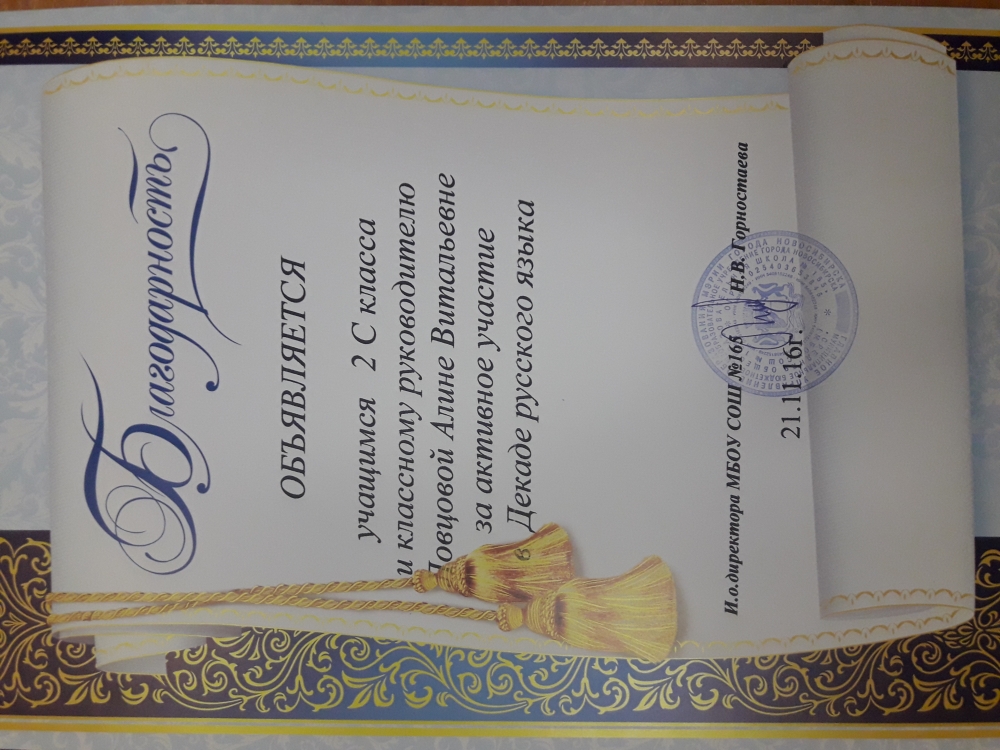 Благодарность
ОБЪЯВЛЯЕТСЯ
учащимся 2 С класса
и классному руководителю
Ловцовой Алине Витальевне
за активное участие
в Декаде русского языка
И.о.директора МБОУ СОШ №165 Н.В. Горностаева
21.11.16г.